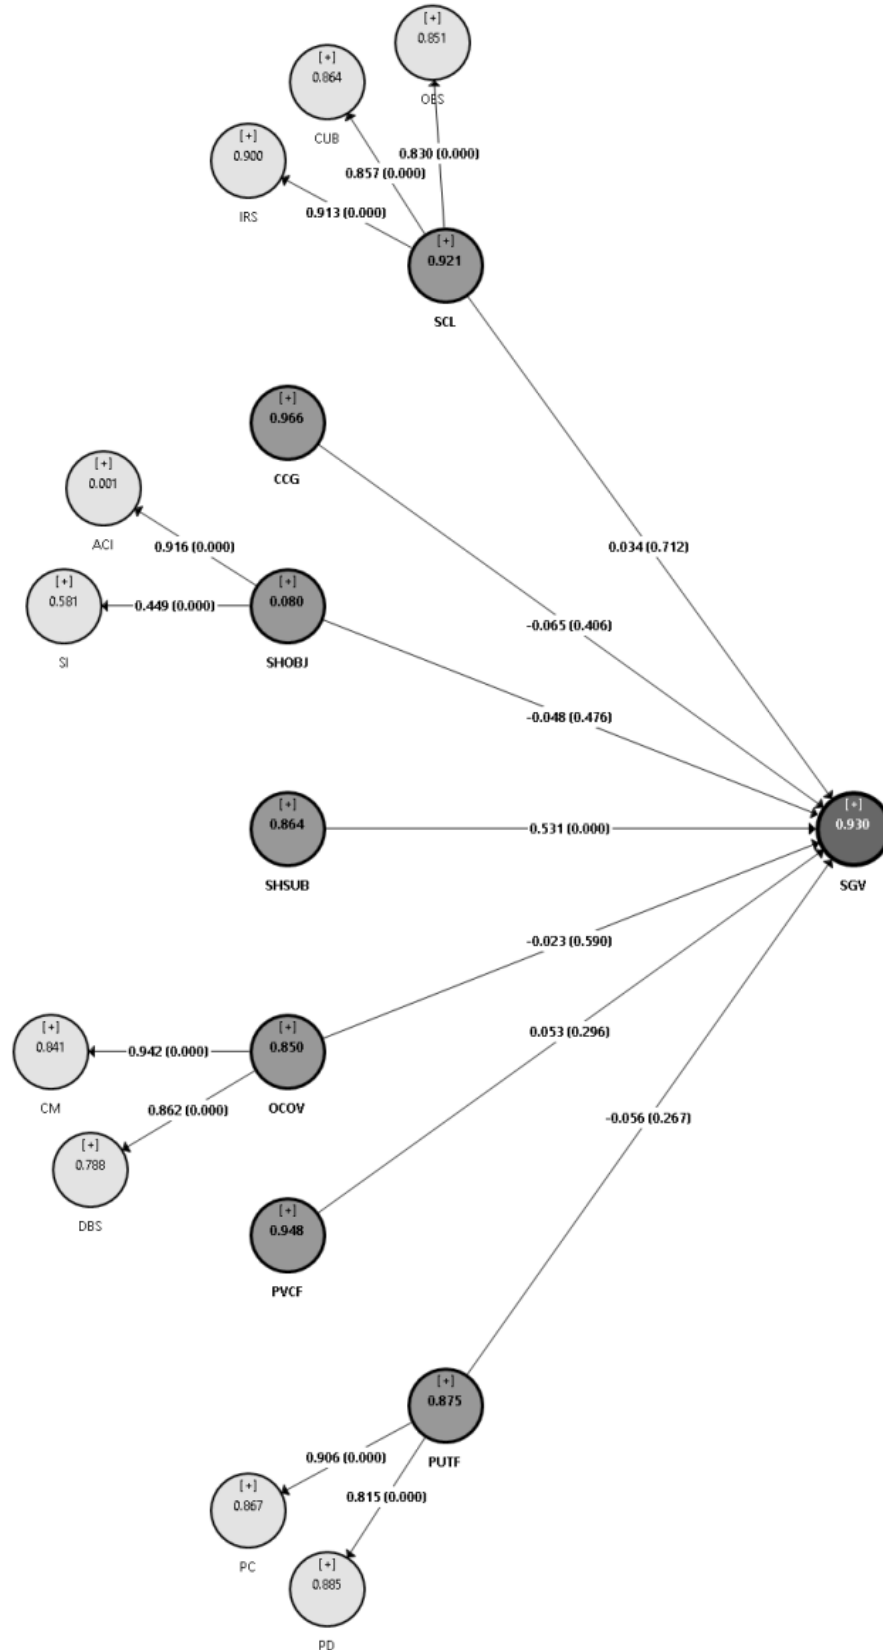 [+]
0.851
OES
[+]
0.864
CUB
[+]
0.900
IRS
0.830 (0.000)
0.857 (0.000)
0.913 (0.000)
[+]
0.921
SCL
[+]
0.966
CCG
[+]
0.001
ACI
0.916 (0.000)
0.034 (0.712)
[+]
0.581
SI
0.449 (0.000)
[+]
0.080
SHOBJ
-0.065 (0.406)
-0.048 (0.476)
[+]
0.864
SHSUB
0.531 (0.000)
[+]
0.930
SGV
-0.023 (0.590)
[+]
0.841
CM
0.942 (0.000)
[+]
0.850
OCOV
0.053 (0.296)
0.862 (0.000)
-0.056 (0.267)
[+]
0.788
DBS
[+]
0.948
PVCF
[+]
0.875
PUTF
0.906 (0.000)
0.815 (0.000)
[+]
0.867
PC
[+]
0.885
PD